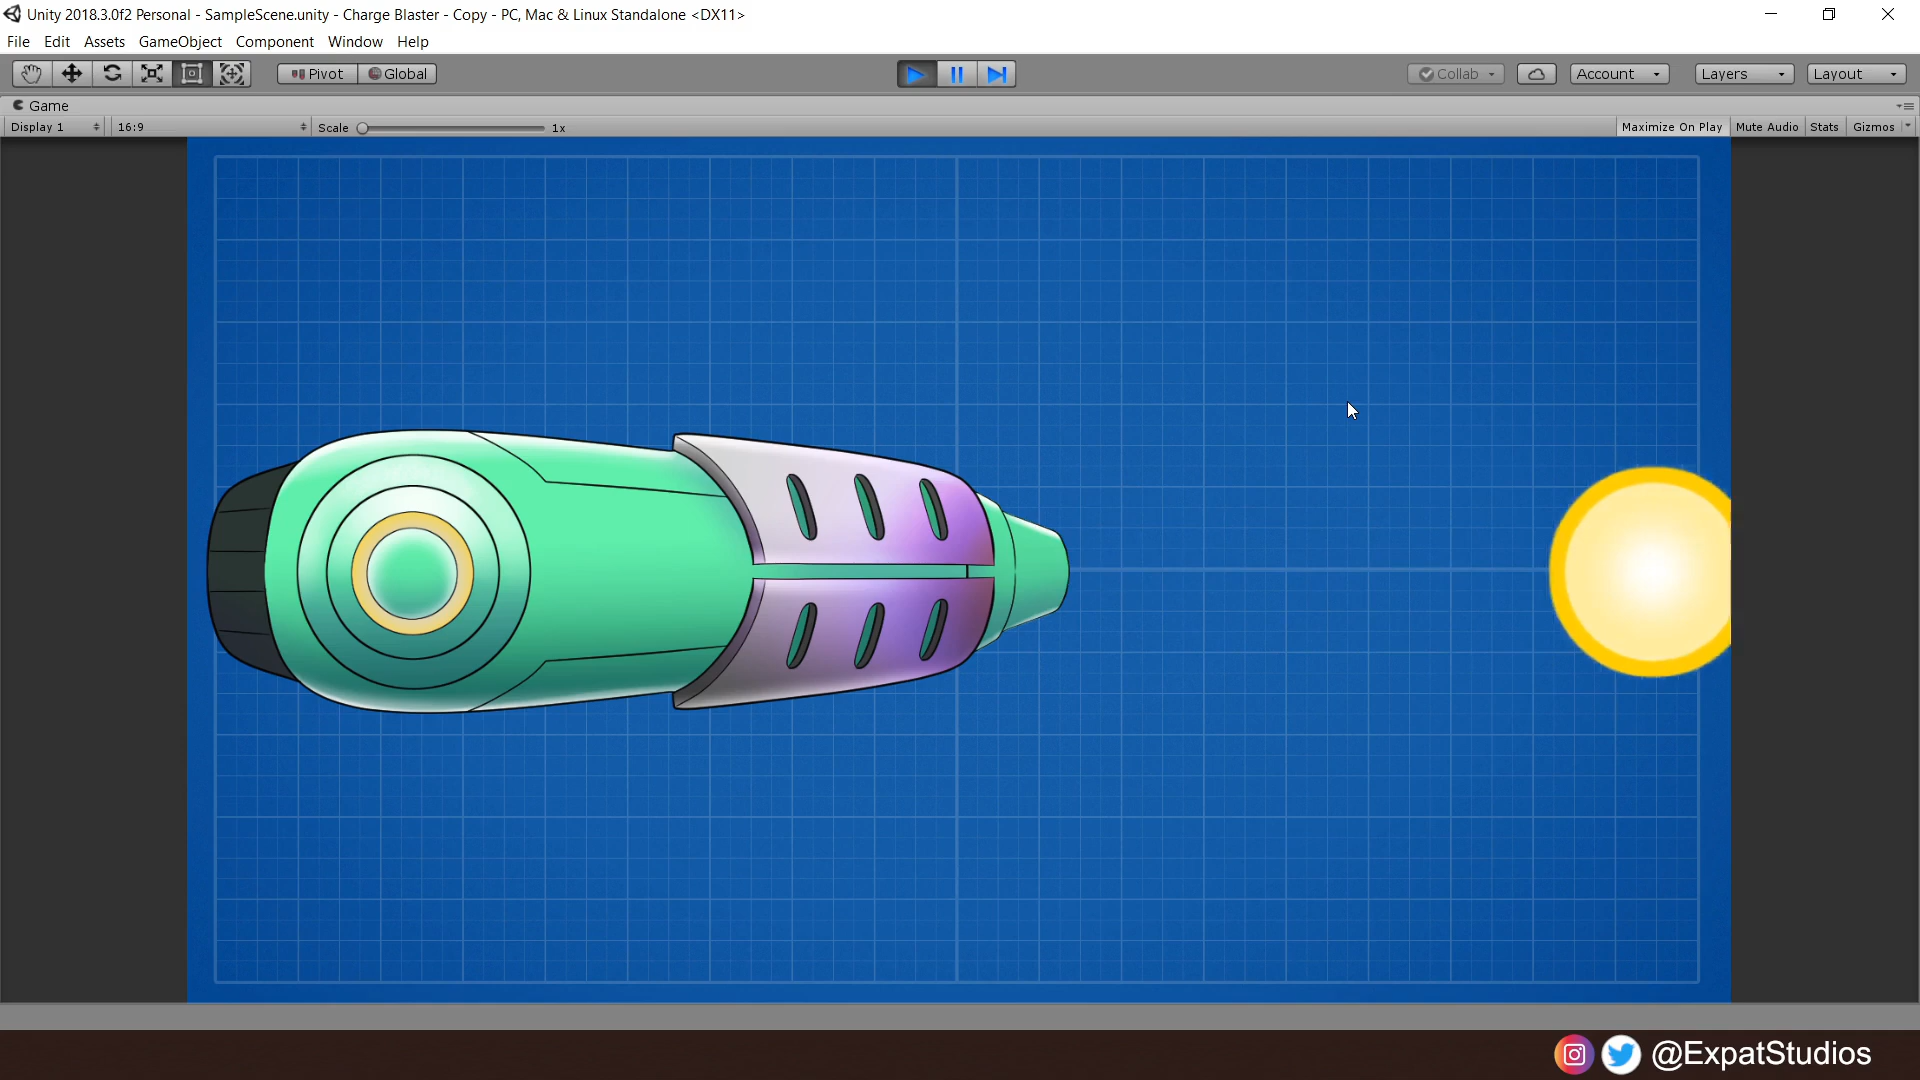 Unity 2018.3.0f2 Personal - SampleScene.unity - Charge Blaster - Copy - PC, Mac & Linux Standalone <DX11>
File Edit Assets GameObject Component Window Help
Pivot Global Collab Account Layers Layout
Game
Display 1 16:9 Scale 1x Maximize On Play Mute Audio Stats Gizmos
@ExpatStudios